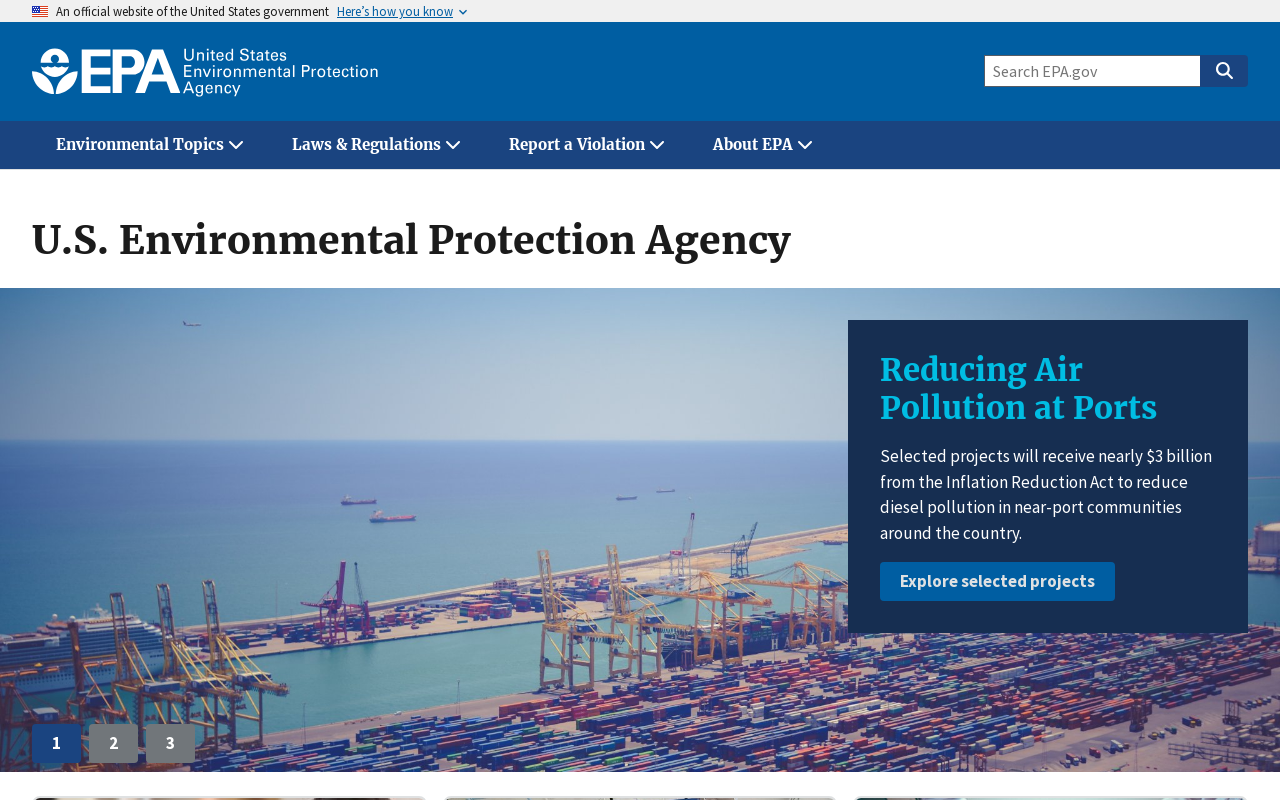 An official website of the United States government Here's how you know
EPA United States
Environmental Protection
Agency
Search EPA.gov
Environmental Topics
Laws & Regulations
Report a Violation
About EPA
U.S. Environmental Protection Agency
Reducing Air
Pollution at Ports
Selected projects will receive nearly $3 billion
from the Inflation Reduction Act to reduce
diesel pollution in near-port communities
around the country.
Explore selected projects
1
2
3